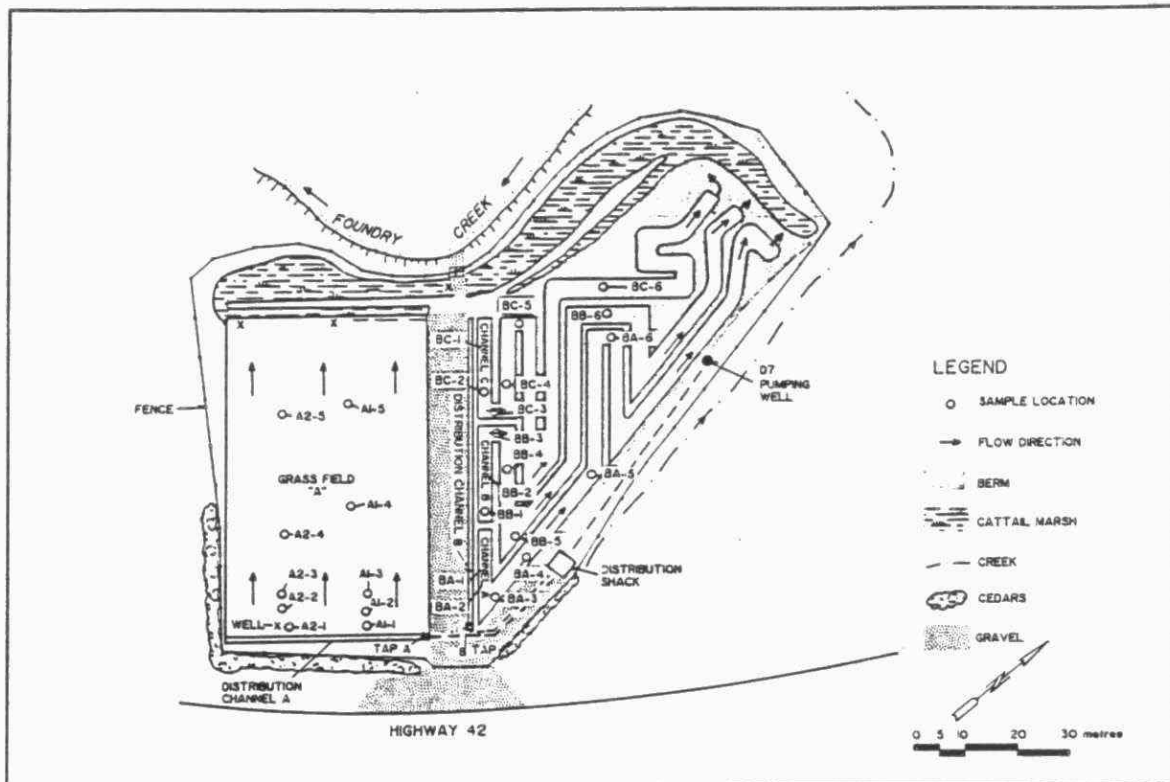 FOUNDRY
CREEK
FENCE
GRASS FIELD
"A"
A2-5
A1-5
A1-4
A2-4
A2-3
A1-3
A2-2
A1-2
WELL-X
A2-1
A1-1
TAP A
B TAP
DISTRIBUTION
CHANNEL A
HIGHWAY 42
DISTRIBUTION CHANNEL B
CHANNEL C
CHANNEL B
CHANNEL A
BC-1
BC-2
BC-3
BC-4
BC-5
BC-6
BB-1
BB-2
BB-3
BB-4
BB-5
BB-6
BA-1
BA-2
BA-3
BA-4
BA-5
BA-6
DISTRIBUTION
SHACK
D7
PUMPING
WELL
X
X
X
LEGEND
SAMPLE LOCATION
FLOW DIRECTION
BERM
CATTAIL MARSH
CREEK
CEDARS
GRAVEL
N
0 5 10 20 30 metres